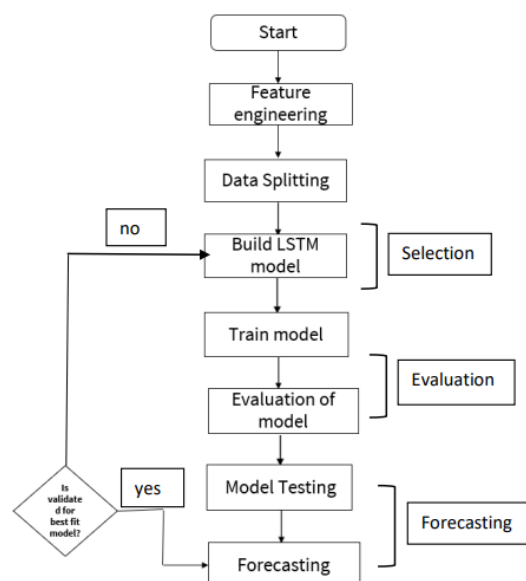 Start
Feature
engineering
Data Splitting
no
Build LSTM
model
Selection
Train model
Evaluation
Evaluation of
model
Is
validate
d for
best fit
model?
yes
Model Testing
Forecasting
Forecasting